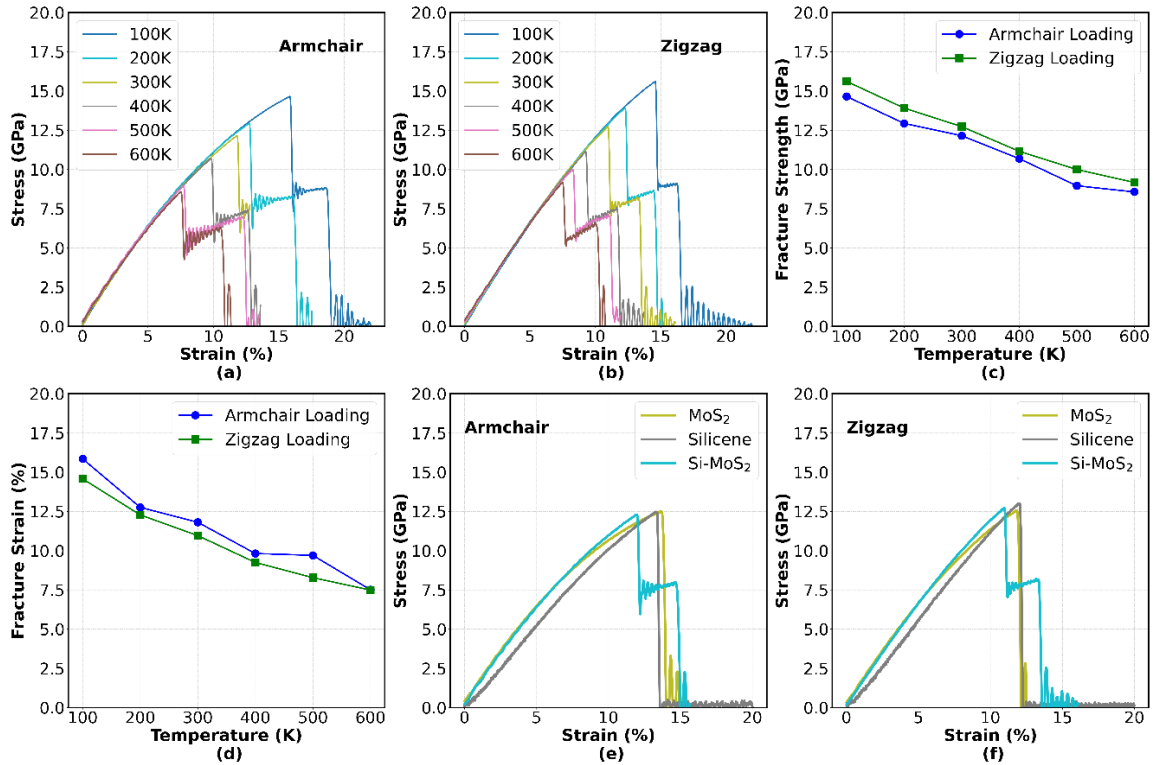 20.0
17.5
15.0
12.5
10.0
7.5
5.0
2.5
0.0
Stress (GPa)
100K
200K
300K
400K
500K
600K
Armchair
0 5 10 15 20
Strain (%)
(a)
20.0
17.5
15.0
12.5
10.0
7.5
5.0
2.5
0.0
Stress (GPa)
100K
200K
300K
400K
500K
600K
Zigzag
0 5 10 15 20
Strain (%)
(b)
20.0
17.5
15.0
12.5
10.0
7.5
5.0
2.5
0.0
Fracture Strength (GPa)
Armchair Loading
Zigzag Loading
100 200 300 400 500 600
Temperature (K)
(c)
20.0
17.5
15.0
12.5
10.0
7.5
5.0
2.5
0.0
Fracture Strain (%)
Armchair Loading
Zigzag Loading
100 200 300 400 500 600
Temperature (K)
(d)
20.0
17.5
15.0
12.5
10.0
7.5
5.0
2.5
0.0
Stress (GPa)
Armchair
MoS₂
Silicene
Si-MoS₂
0 5 10 15 20
Strain (%)
(e)
20.0
17.5
15.0
12.5
10.0
7.5
5.0
2.5
0.0
Stress (GPa)
Zigzag
MoS₂
Silicene
Si-MoS₂
0 5 10 15 20
Strain (%)
(f)